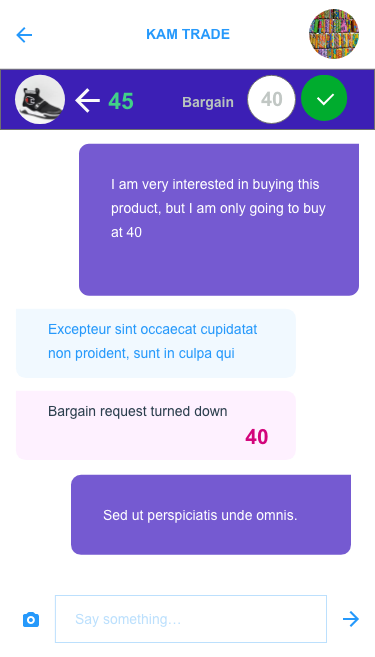 KAM TRADE
45
Bargain
40
I am very interested in buying this
product, but I am only going to buy
at 40
Excepteur sint occaecat cupidatat
non proident, sunt in culpa qui
Bargain request turned down
40
Sed ut perspiciatis unde omnis.
Say something...